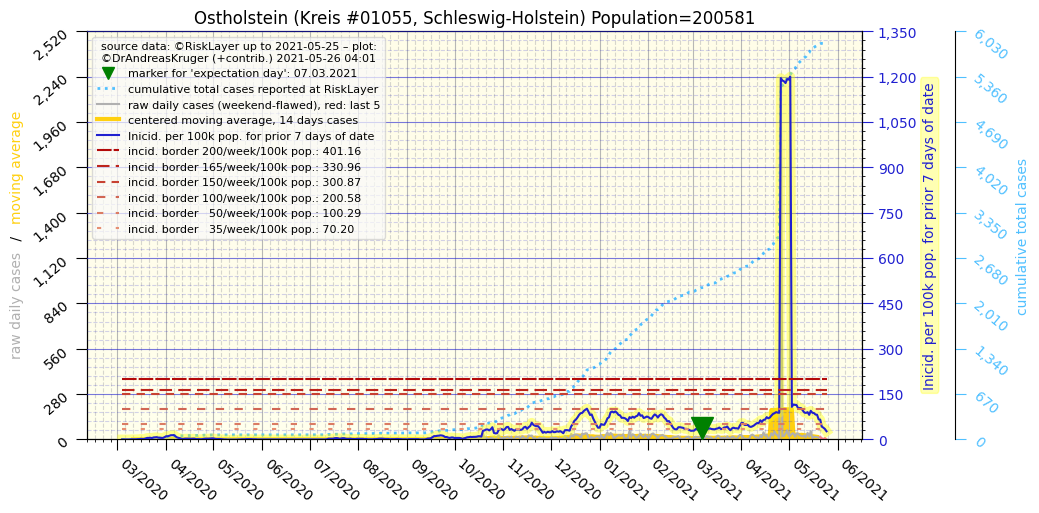 Ostholstein (Kreis #01055, Schleswig-Holstein) Population=200581
source data: ©RiskLayer up to 2021-05-25 – plot:
©DrAndreasKruger (+contrib.) 2021-05-26 04:01
marker for 'expectation day': 07.03.2021
cumulative total cases reported at RiskLayer
raw daily cases (weekend-flawed), red: last 5
centered moving average, 14 days cases
Inicid. per 100k pop. for prior 7 days of date
incid. border 200/week/100k pop.: 401.16
incid. border 165/week/100k pop.: 330.96
incid. border 150/week/100k pop.: 300.87
incid. border 100/week/100k pop.: 200.58
incid. border 50/week/100k pop.: 100.29
incid. border 35/week/100k pop.: 70.20
raw daily cases / moving average
2,520
2,240
1,960
1,680
1,400
1,120
840
560
280
0
1,350
1,200
1,050
900
750
600
450
300
150
0
Inicid. per 100k pop. for prior 7 days of date
6,030
5,360
4,690
4,020
3,350
2,680
2,010
1,340
670
0
cumulative total cases
03/2020
04/2020
05/2020
06/2020
07/2020
08/2020
09/2020
10/2020
11/2020
12/2020
01/2021
02/2021
03/2021
04/2021
05/2021
06/2021